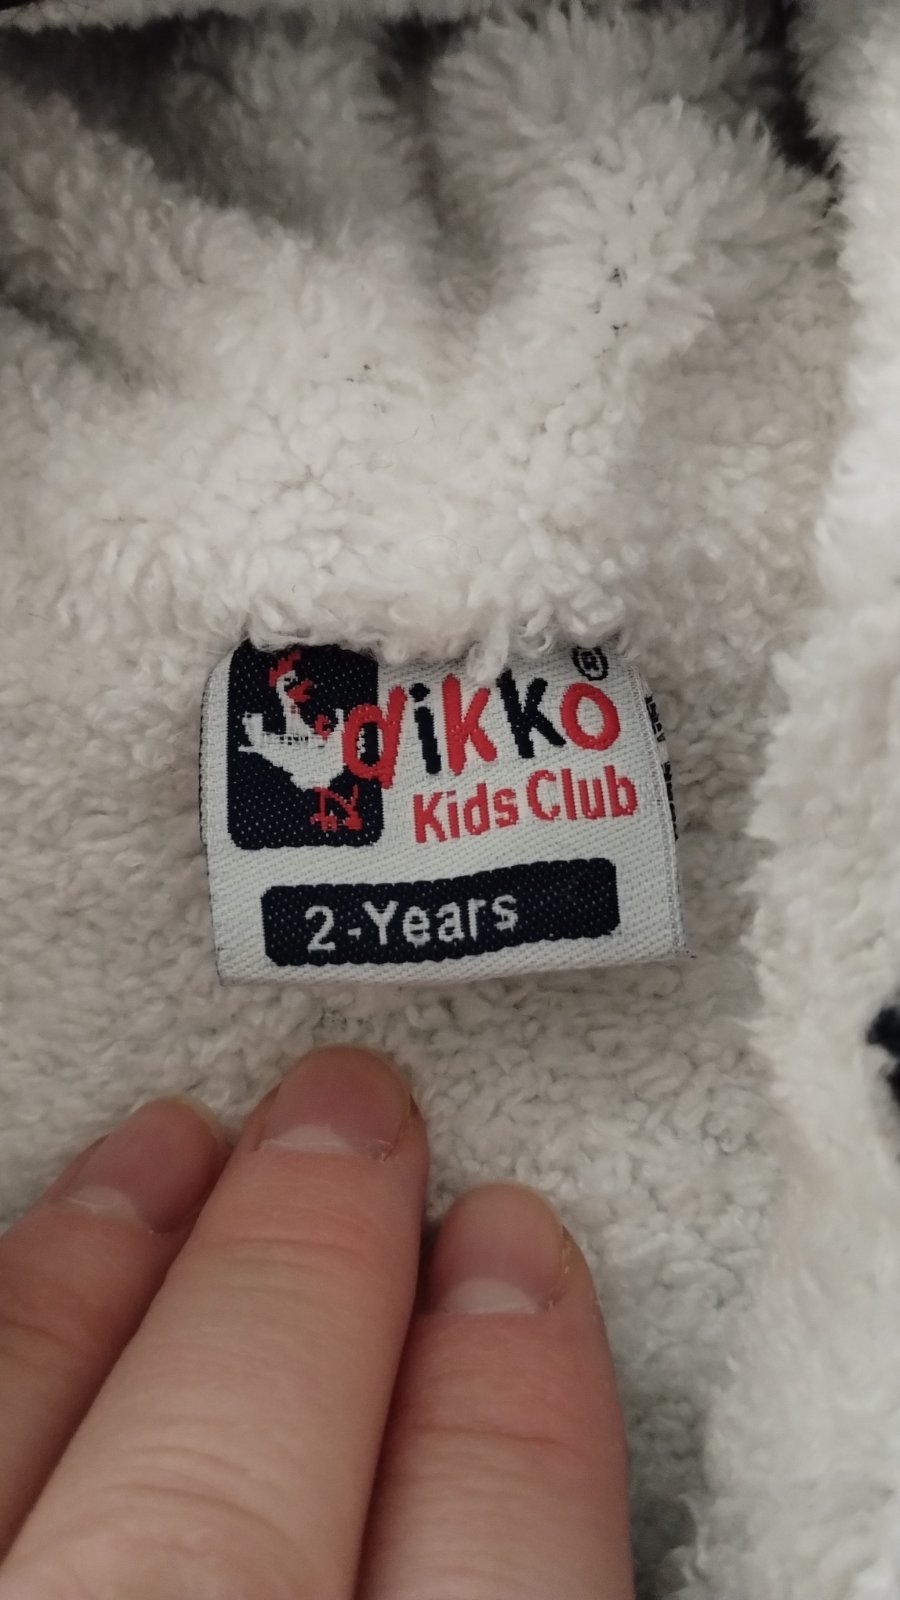 dikko®
Kids Club
2-Years